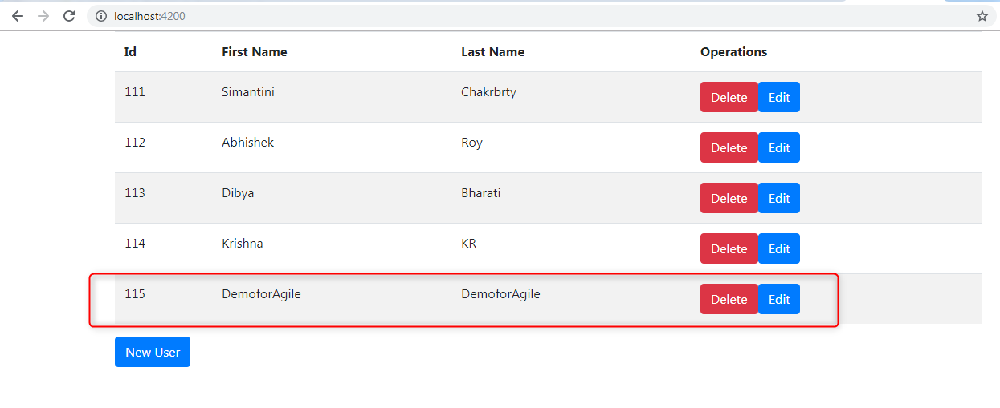 localhost:4200
Id First Name Last Name Operations
111 Simantini Chakrbrty Delete Edit
112 Abhishek Roy Delete Edit
113 Dibya Bharati Delete Edit
114 Krishna KR Delete Edit
115 DemoforAgile DemoforAgile Delete Edit
New User